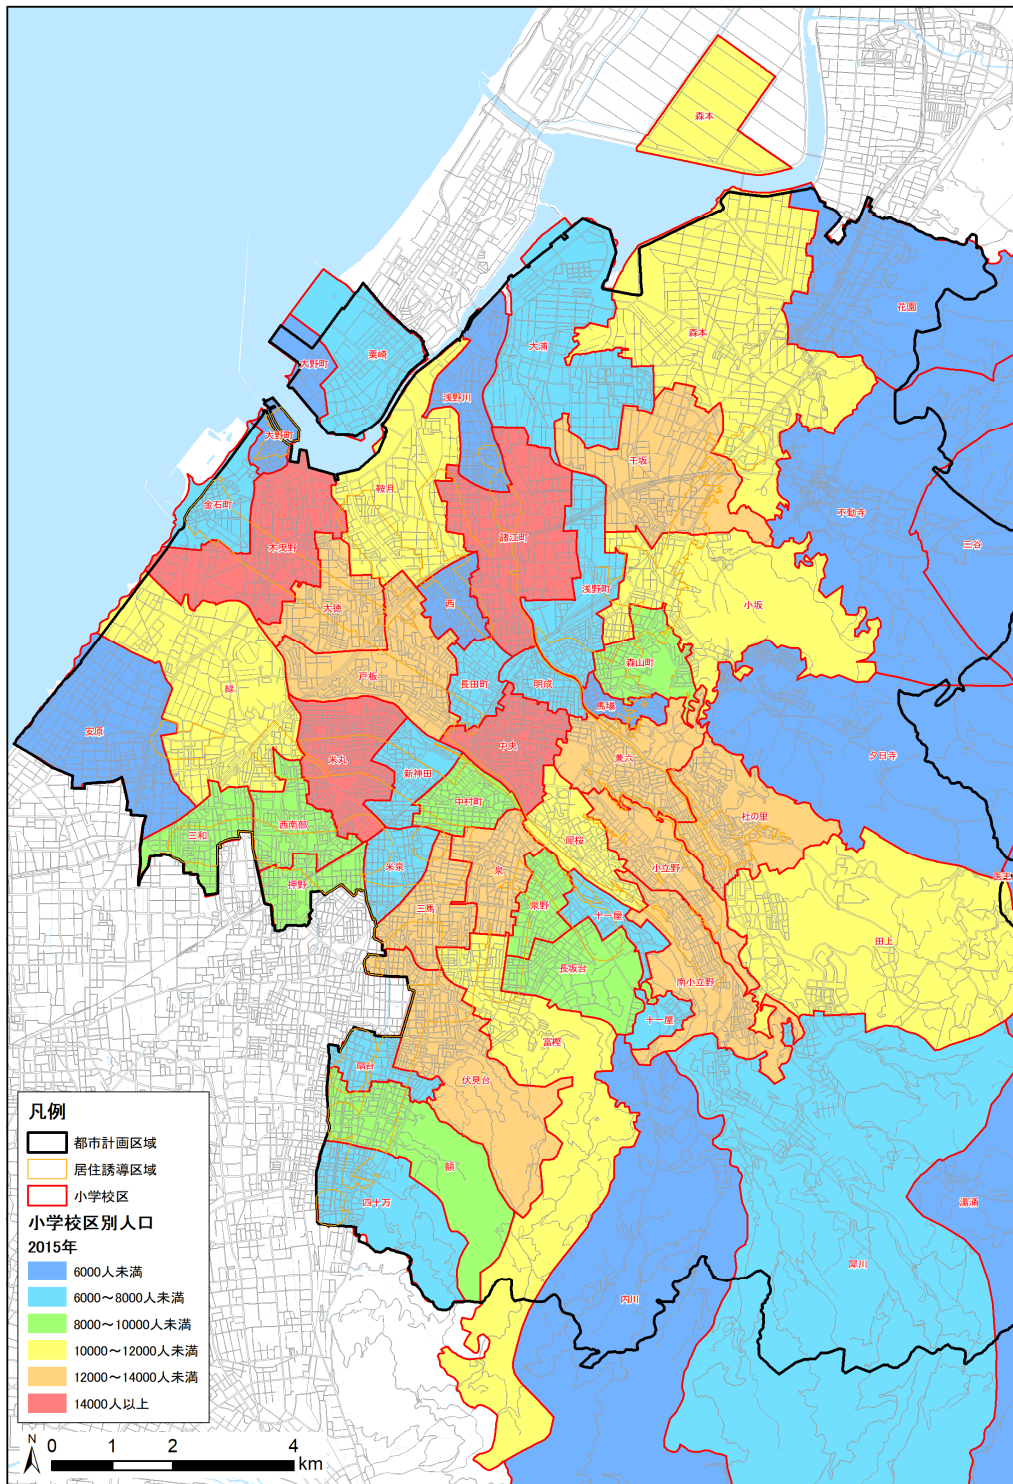 森本
花園
森本
大浦
粟崎
大野町
浅野川
大野町
千坂
鞍月
金石町
不動寺
諸江町
三谷
木曳野
浅野町
西
小坂
大徳
森山町
戸板
長田町
明成
緑
馬場
安原
中央
夕日寺
兼六
米丸
新神田
中村町
杜の里
西南部
三和
屋桜
米泉
泉
小立野
医王
押野
三馬
泉野
十一屋
田上
長坂台
南小立野
十一屋
富樫
扇台
伏見台
額
四十万
湯涌
犀川
内川
凡例
都市計画区域
居住誘導区域
小学校区
小学校区別人口
2015年
6000人未満
6000～8000人未満
8000～10000人未満
10000～12000人未満
12000～14000人未満
14000人以上
N
0 1 2 4
km